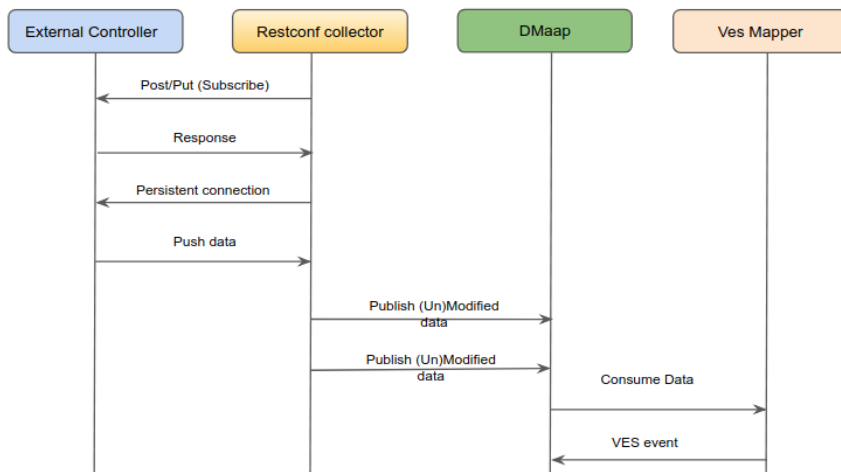 External Controller
Restconf collector
DMaap
Ves Mapper
Post/Put (Subscribe)
Response
Persistent connection
Push data
Publish (Un)Modified
data
Publish (Un)Modified
data
Consume Data
VES event